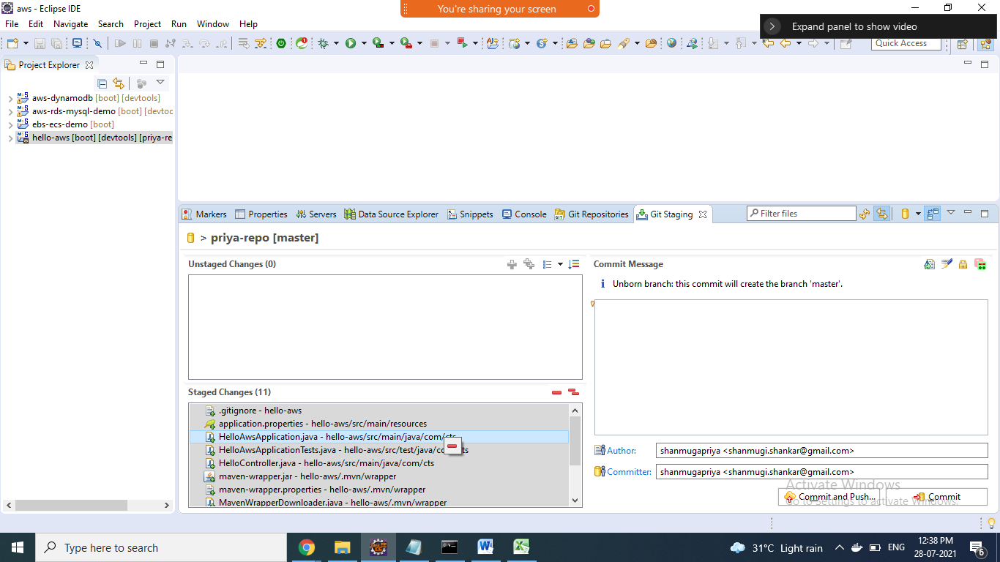 aws - Eclipse IDE
You're sharing your screen
File Edit Navigate Search Project Run Window Help
Expand panel to show video
Quick Access
Project Explorer
aws-dynamodb [boot] [devtools]
aws-rds-mysql-demo [boot] [devtoc
ebs-ecs-demo [boot]
hello-aws [boot] [devtools] [priya-re
Markers Properties Servers Data Source Explorer Snippets Console Git Repositories Git Staging Filter files
> priya-repo [master]
Unstaged Changes (0)
Commit Message
Unborn branch: this commit will create the branch 'master'.
Staged Changes (11)
.gitignore - hello-aws
application.properties - hello-aws/src/main/resources
HelloAwsApplication.java - hello-aws/src/main/java/com/cts
HelloAwsApplicationTests.java - hello-aws/src/test/java/co ts
HelloController.java - hello-aws/src/main/java/com/cts
maven-wrapper.jar - hello-aws/.mvn/wrapper
maven-wrapper.properties - hello-aws/.mvn/wrapper
MavenWrapperDownloader.java - hello-aws/.mvn/wrapper
Author: shanmugapriya <shanmugi.shankar@gmail.com>
Committer: shanmugapriya <shanmugi.shankar@gmail.com>
Activate Windows
Go to Settings to activate Windows.
Commit and Push... Commit
Type here to search
31°C Light rain
ENG
12:38 PM
28-07-2021
6